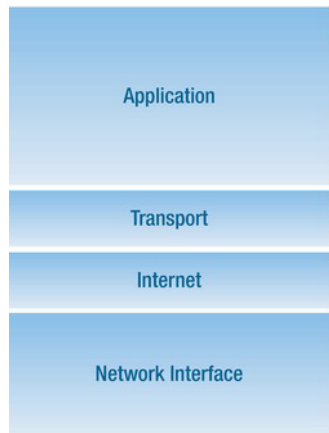 Application
Transport
Internet
Network Interface